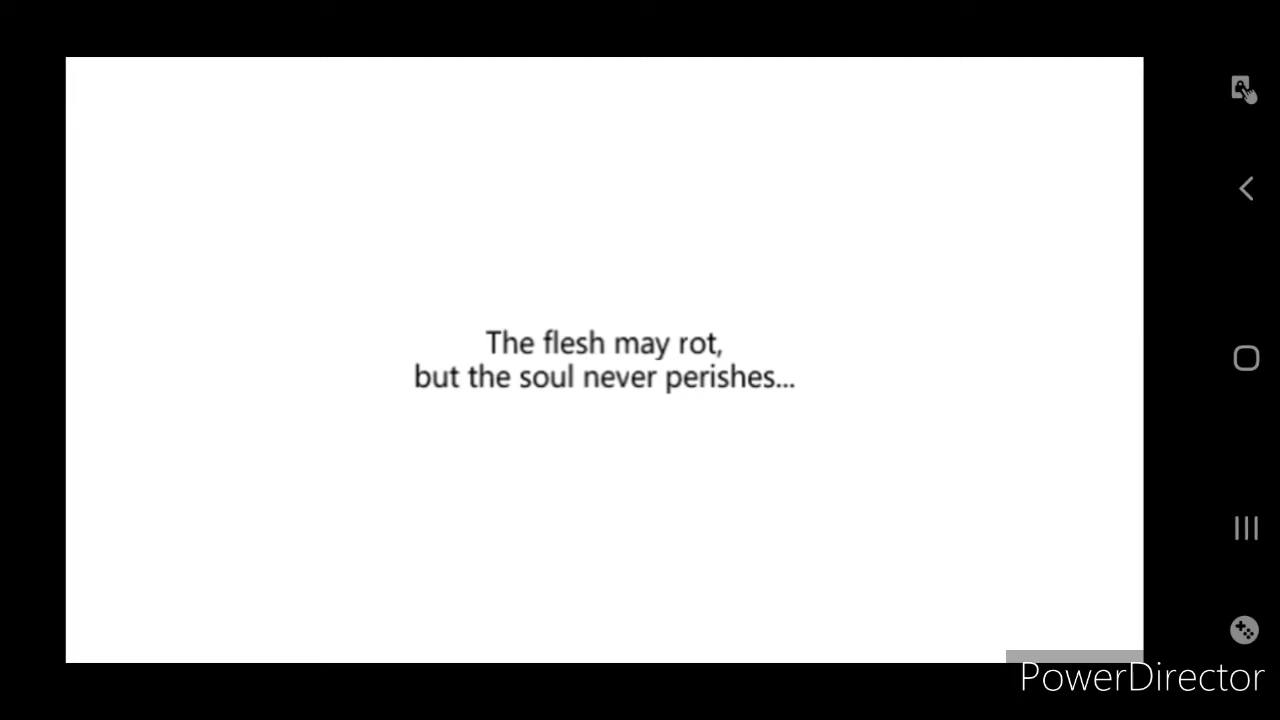 The flesh may rot,
but the soul never perishes...
PowerDirector